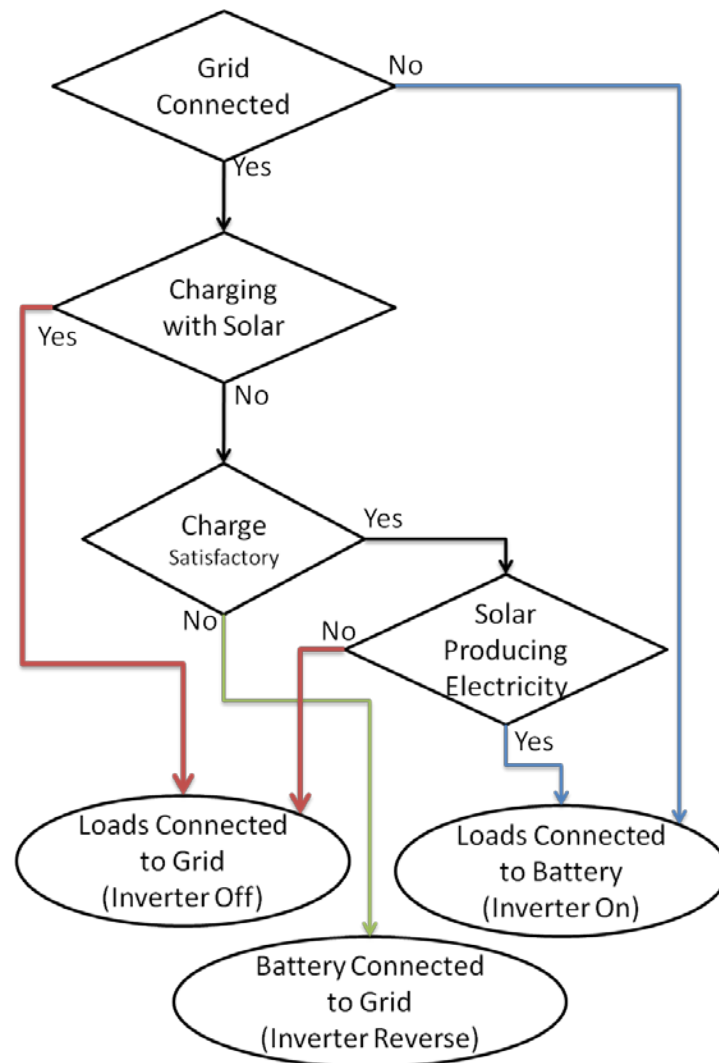 Grid
Connected
No
Yes
Charging
with Solar
Yes
No
Charge
Satisfactory
Yes
No
Solar
Producing
Electricity
No
Yes
Loads Connected
to Grid
(Inverter Off)
Loads Connected
to Battery
(Inverter On)
Battery Connected
to Grid
(Inverter Reverse)